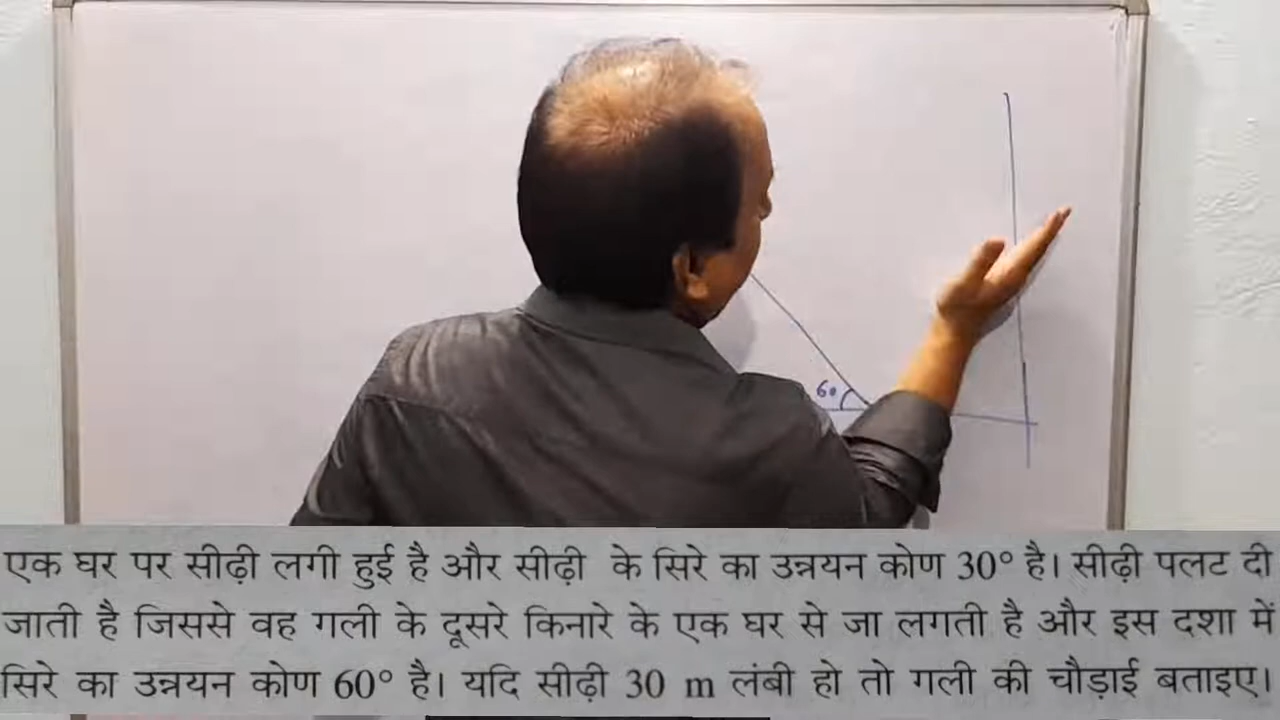 60
एक घर पर सीढ़ी लगी हुई है और सीढ़ी के सिरे का उन्नयन कोण 30° है। सीढ़ी पलट दी
जाती है जिससे वह गली के दूसरे किनारे के एक घर से जा लगती है और इस दशा में
सिरे का उन्नयन कोण 60° है। यदि सीढ़ी 30 m लंबी हो तो गली की चौड़ाई बताइए।